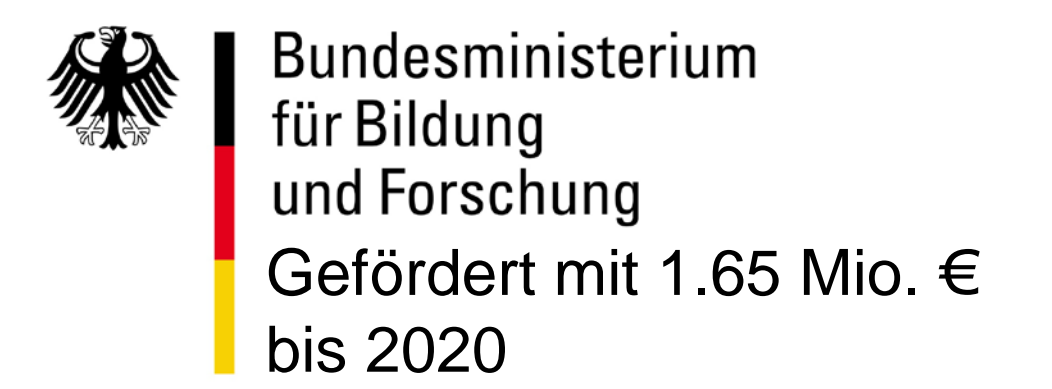 Bundesministerium
für Bildung
und Forschung
Gefördert mit 1.65 Mio. €
bis 2020